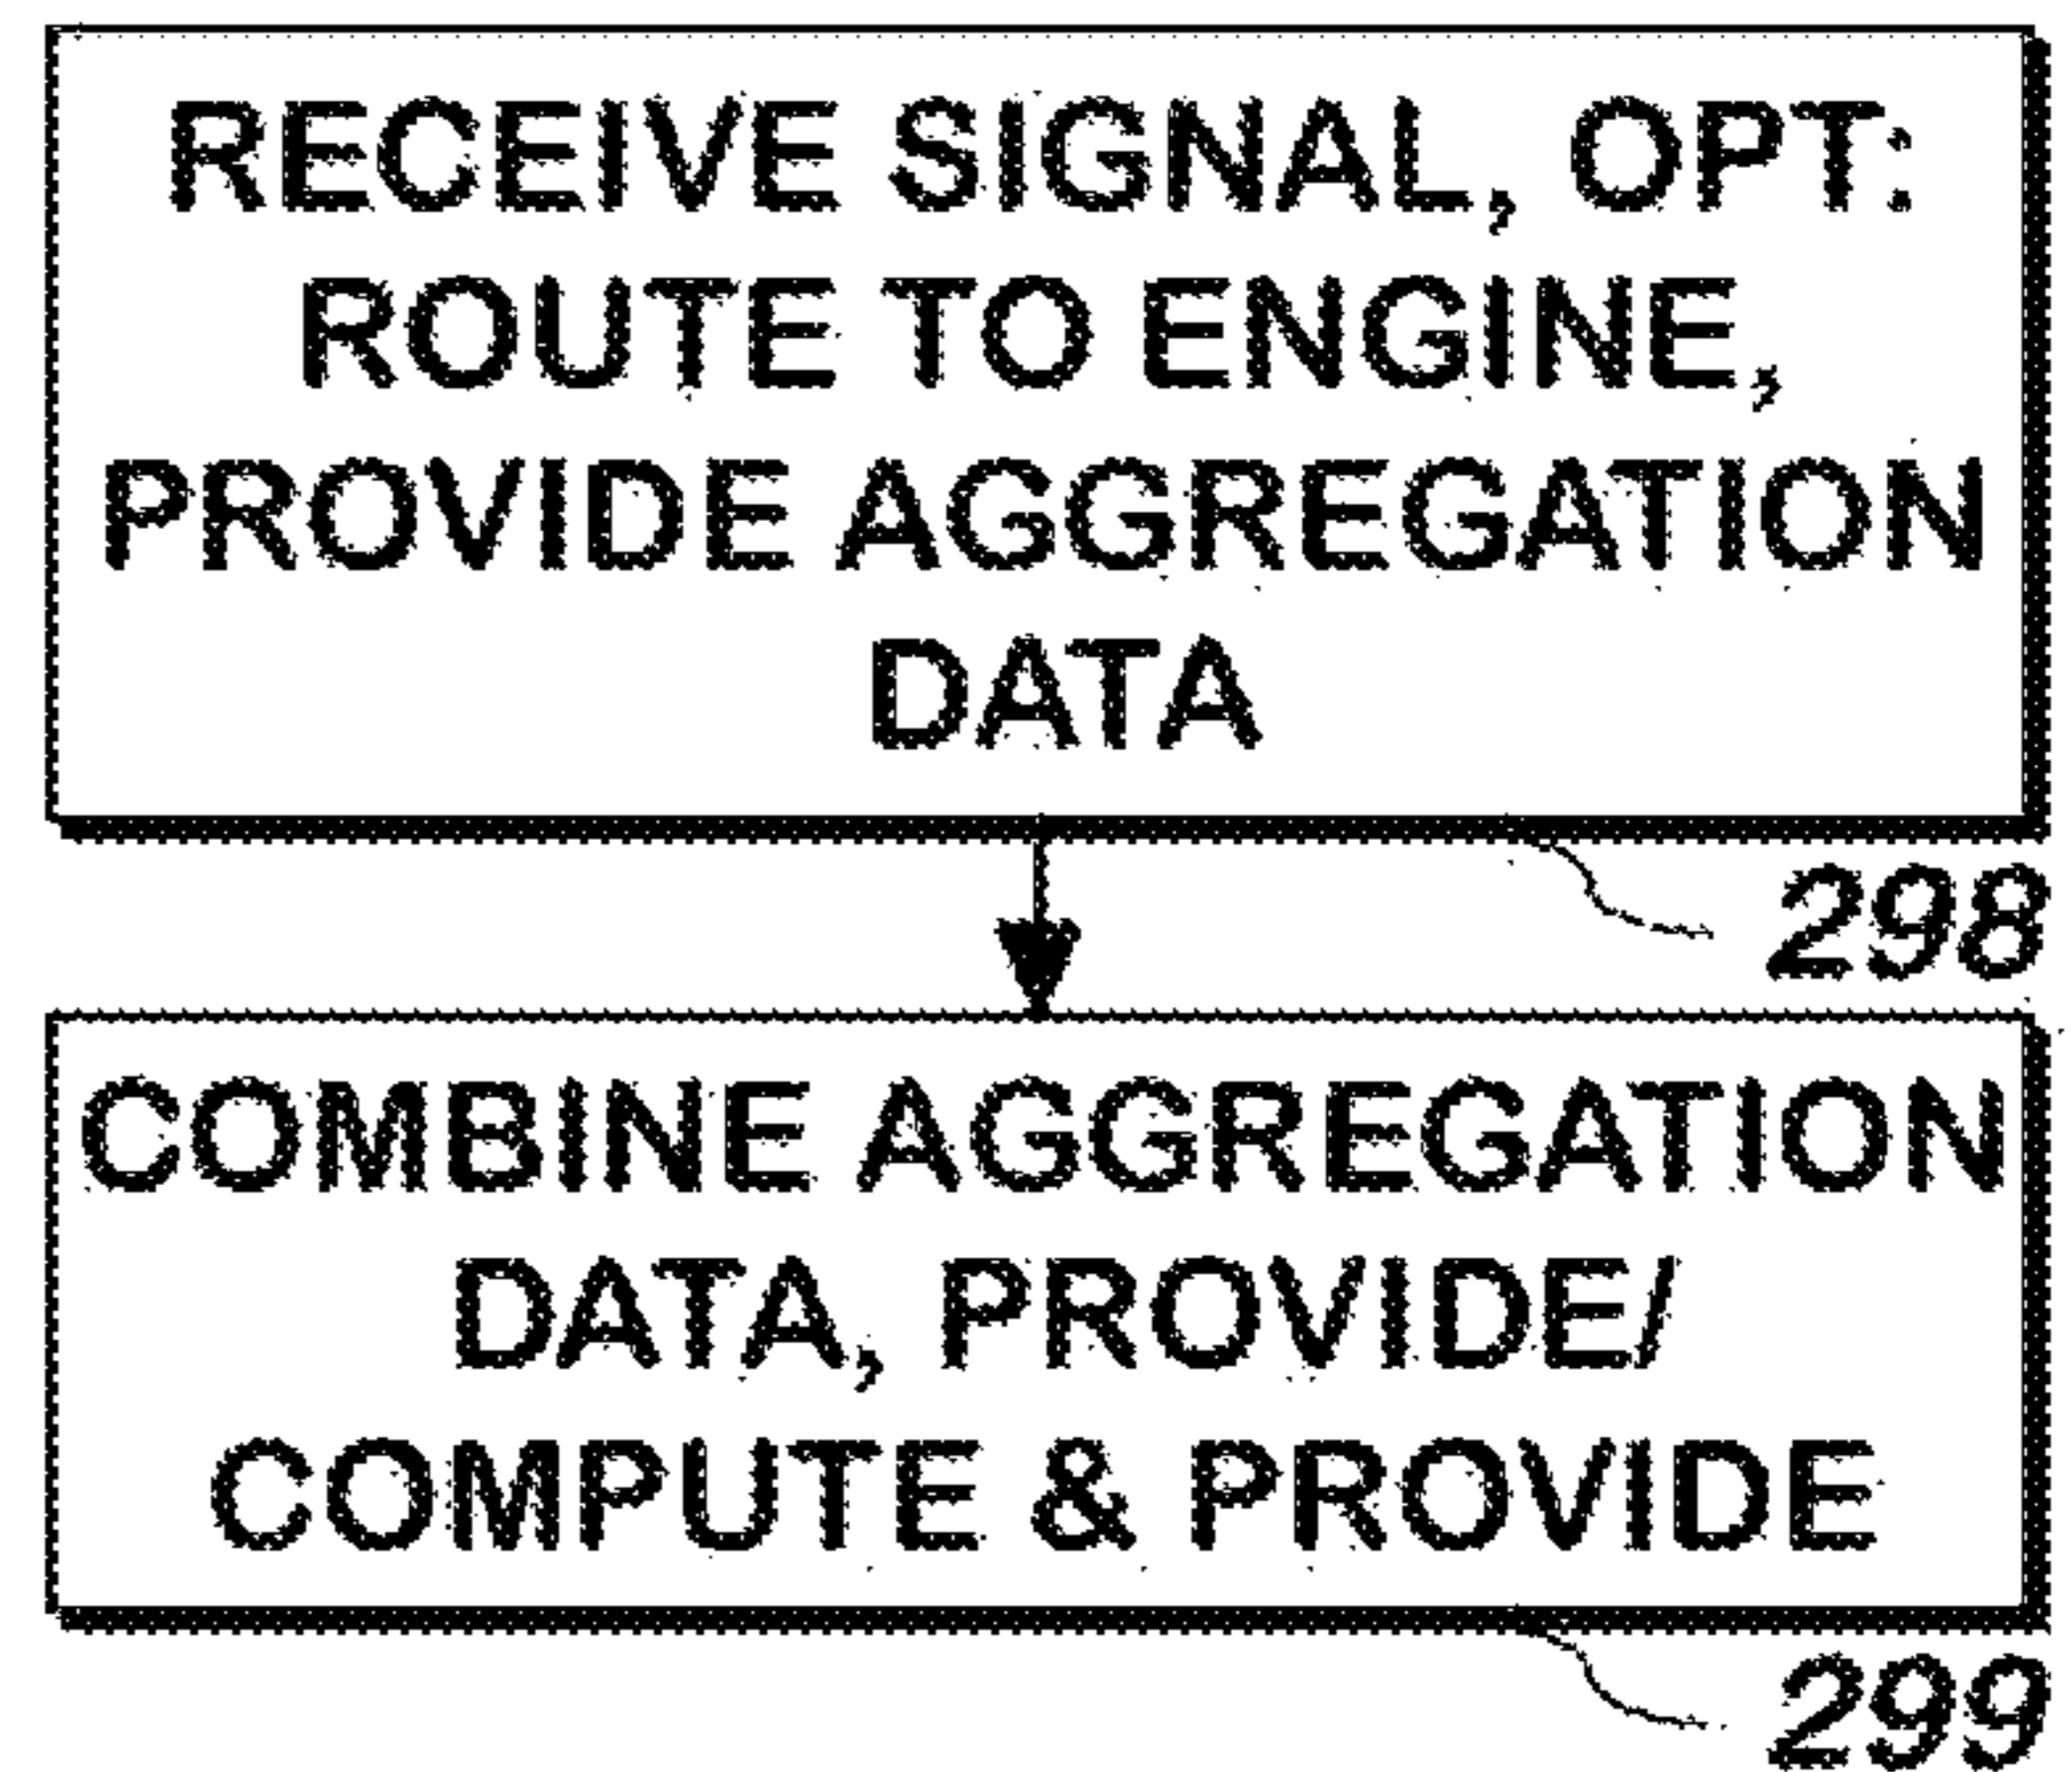 RECEIVE SIGNAL, OPT:
ROUTE TO ENGINE,
PROVIDE AGGREGATION
DATA
298
COMBINE AGGREGATION
DATA, PROVIDE/
COMPUTE & PROVIDE
299